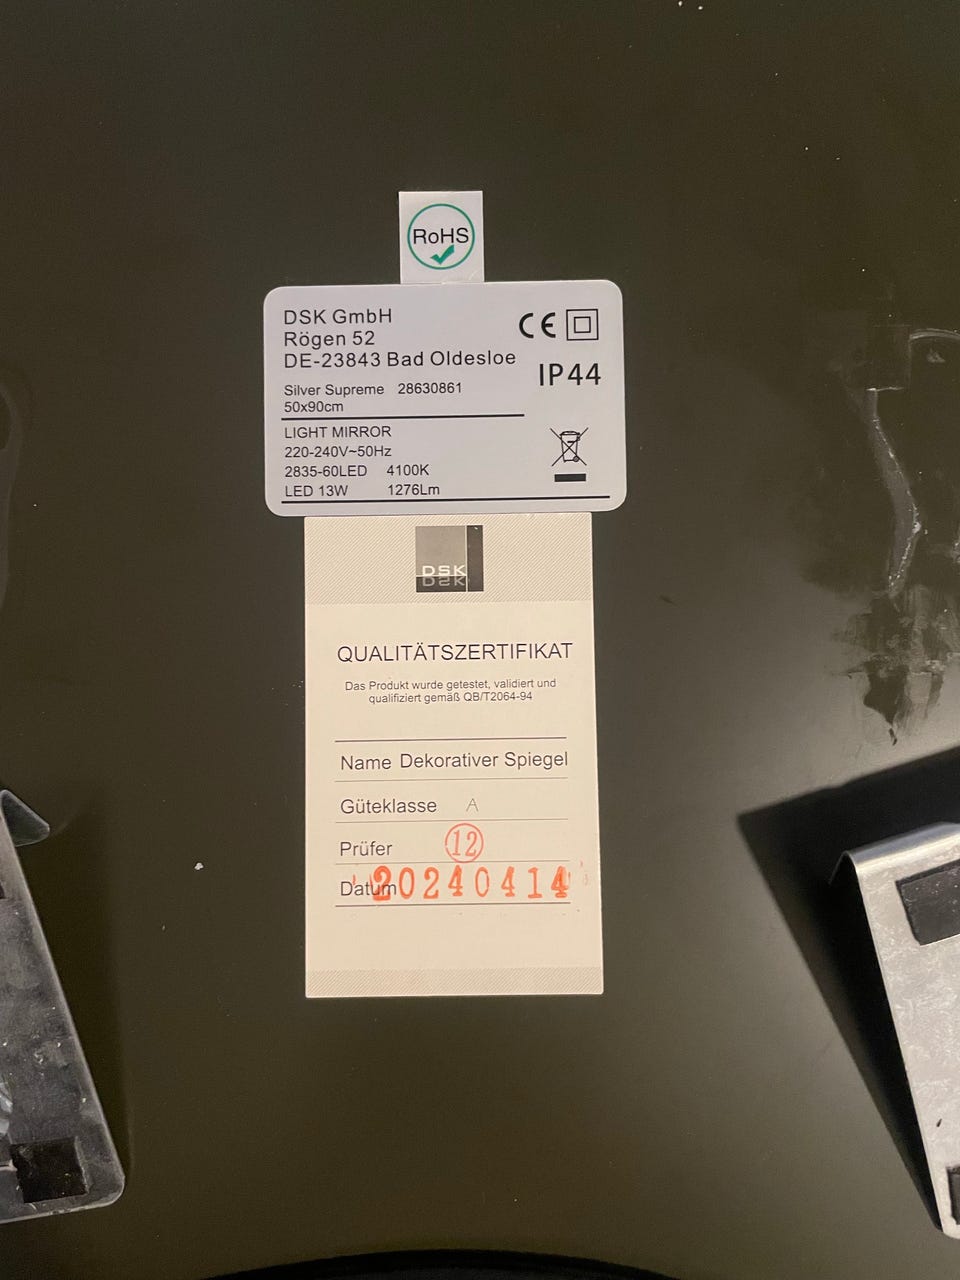 RoHS
DSK GmbH
Rögen 52
DE-23843 Bad Oldesloe
CE
IP44
Silver Supreme 28630861
50x90cm
LIGHT MIRROR
220-240V~50Hz
2835-60LED 4100K
LED 13W 1276Lm
DSK
QUALITÄTSZERTIFIKAT
Das Produkt wurde getestet, validiert und
qualifiziert gemäß QB/T2064-94
Name Dekorativer Spiegel
Güteklasse A
Prüfer 12
Datum 20240414